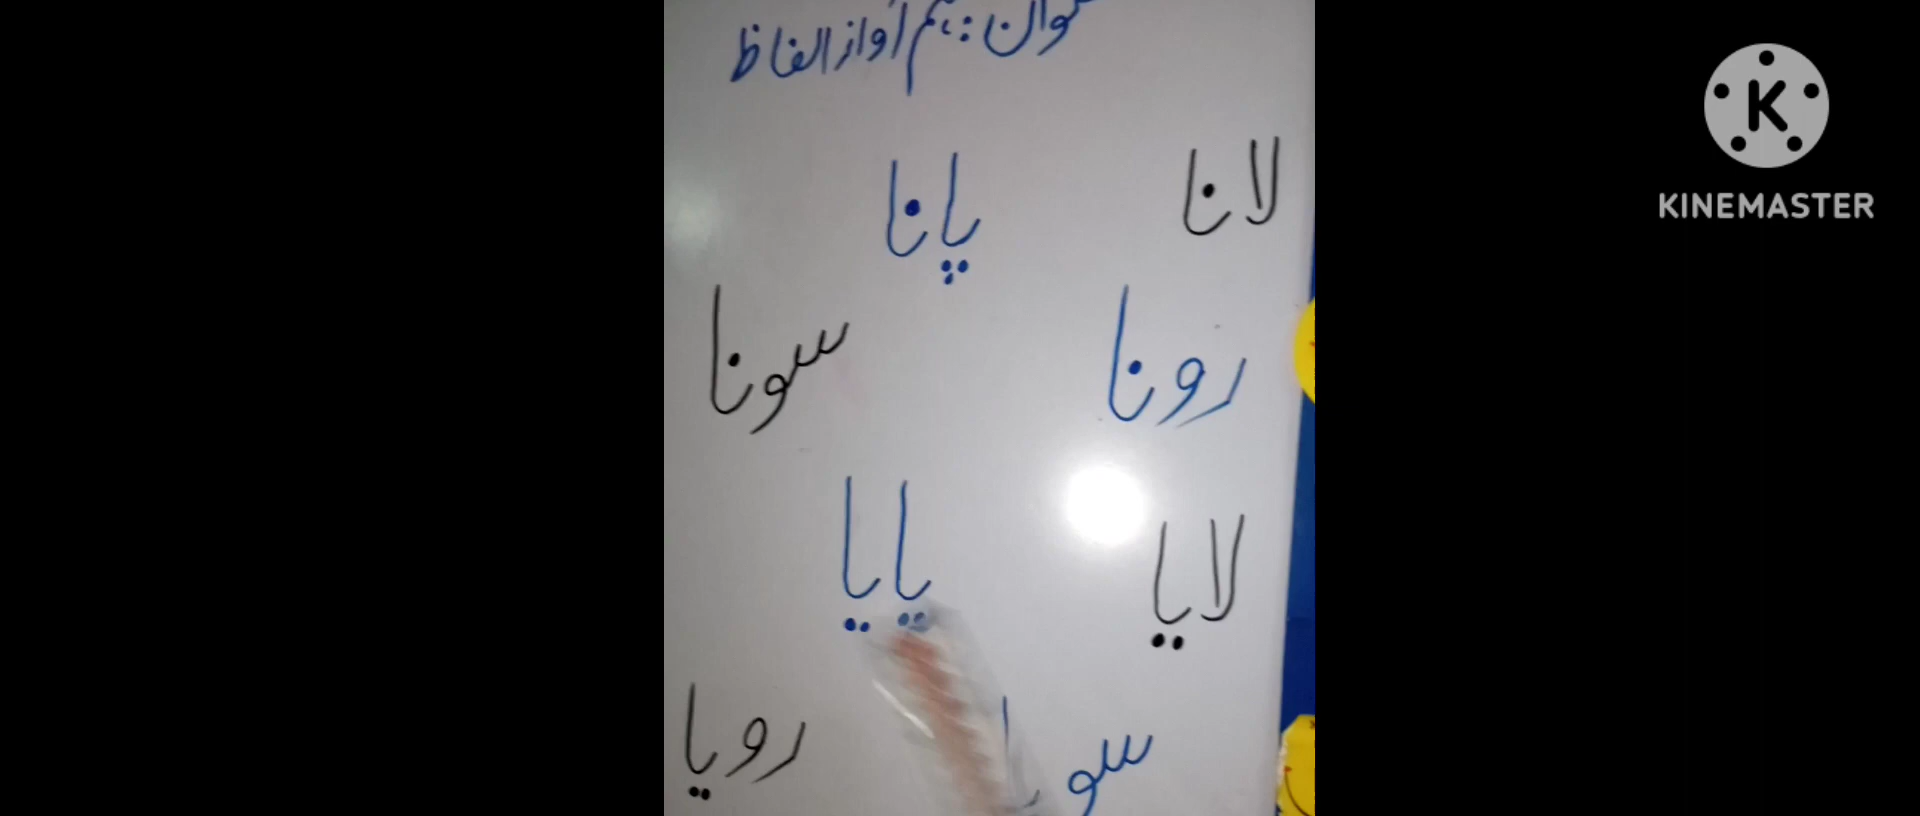 عنوان: ہم آواز الفاظ
لانا پانا
رونا سونا
لایا پایا
رویا
K
KINEMASTER